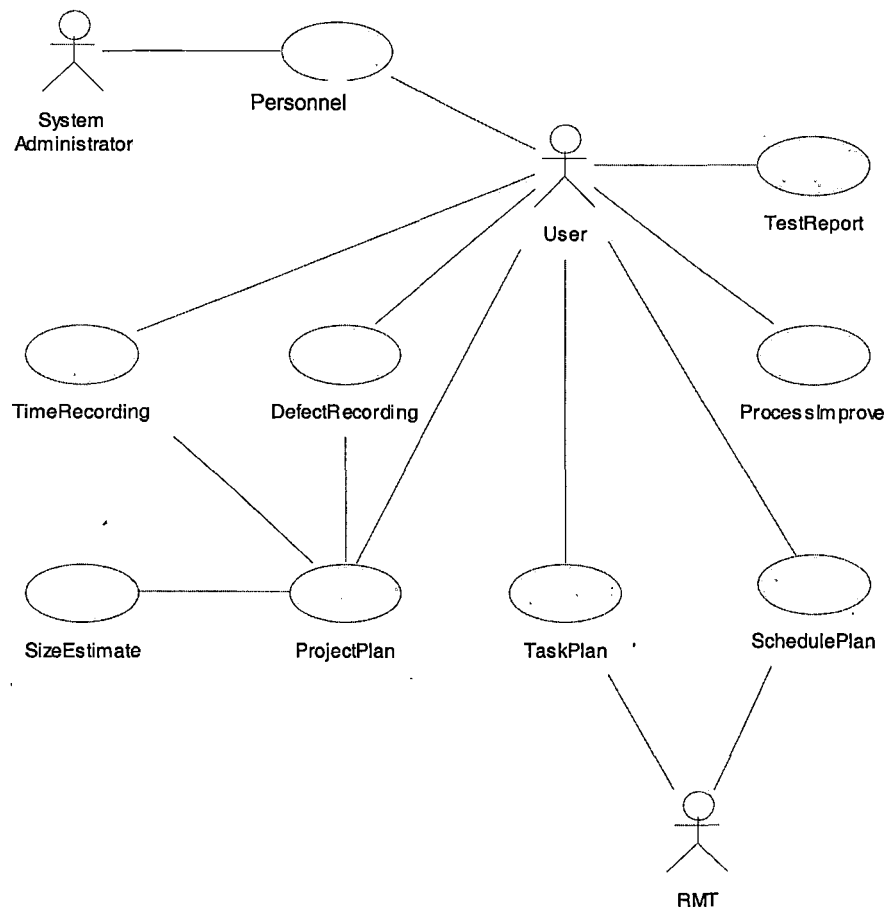 Personnel
System
Administrator
User
TestReport
TimeRecording
DefectRecording
ProcessImprove
SizeEstimate
ProjectPlan
TaskPlan
SchedulePlan
RMT